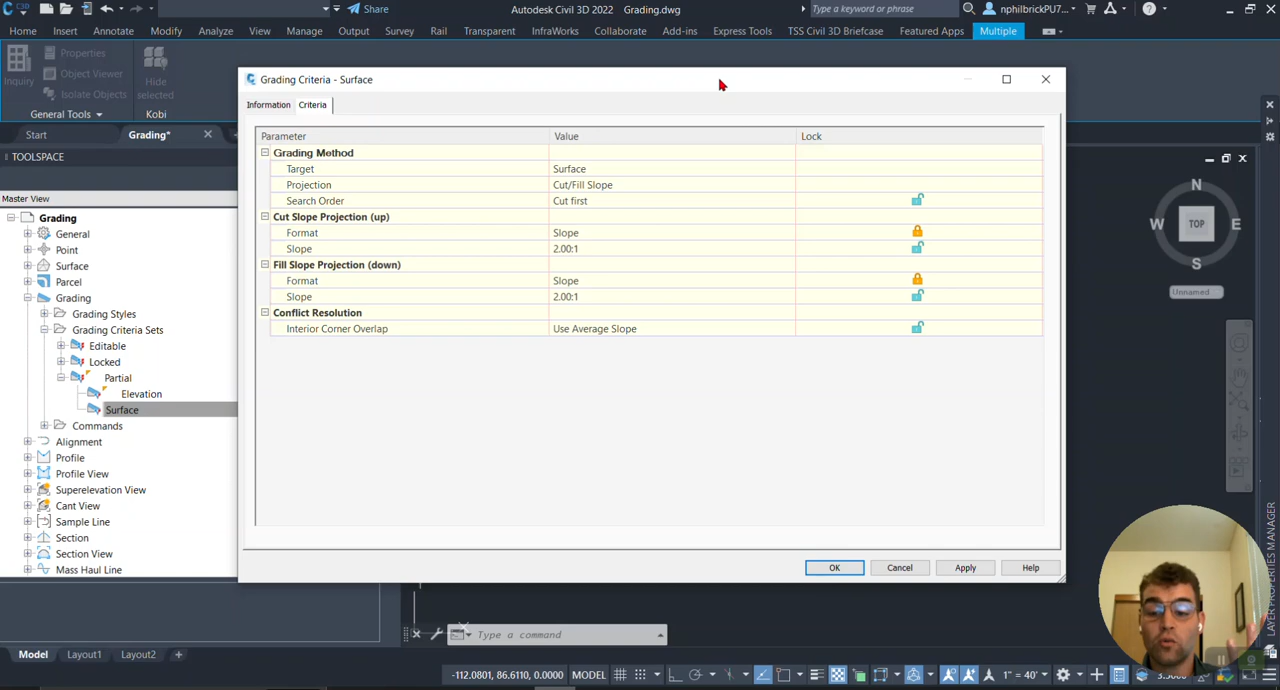 C3D Share Autodesk Civil 3D 2022 Grading.dwg Type a keyword or phrase nphilbrickPU7...
Home Insert Annotate Modify Analyze View Manage Output Survey Rail Transparent InfraWorks Collaborate Add-ins Express Tools TSS Civil 3D Briefcase Featured Apps Multiple
Inquiry
Properties
Object Viewer
Isolate Objects
Hide
selected
General Tools Kobi
Start Grading*
TOOLSPACE
Master View
Grading
General
Point
Surface
Parcel
Grading
Grading Styles
Grading Criteria Sets
Editable
Locked
Partial
Elevation
Surface
Commands
Alignment
Profile
Profile View
Superelevation View
Cant View
Sample Line
Section
Section View
Mass Haul Line
Grading Criteria - Surface
Information Criteria
Parameter Value Lock
Grading Method
Target Surface
Projection Cut/Fill Slope
Search Order Cut first
Cut Slope Projection (up)
Format Slope
Slope 2.00:1
Fill Slope Projection (down)
Format Slope
Slope 2.00:1
Conflict Resolution
Interior Corner Overlap Use Average Slope
OK Cancel Apply Help
N
W TOP E
S
Unnamed
LAYER PROPERTIES MANAGER
Type a command
Model Layout1 Layout2
-112.0801, 86.6110, 0.0000 MODEL 1" = 40' 3.5000